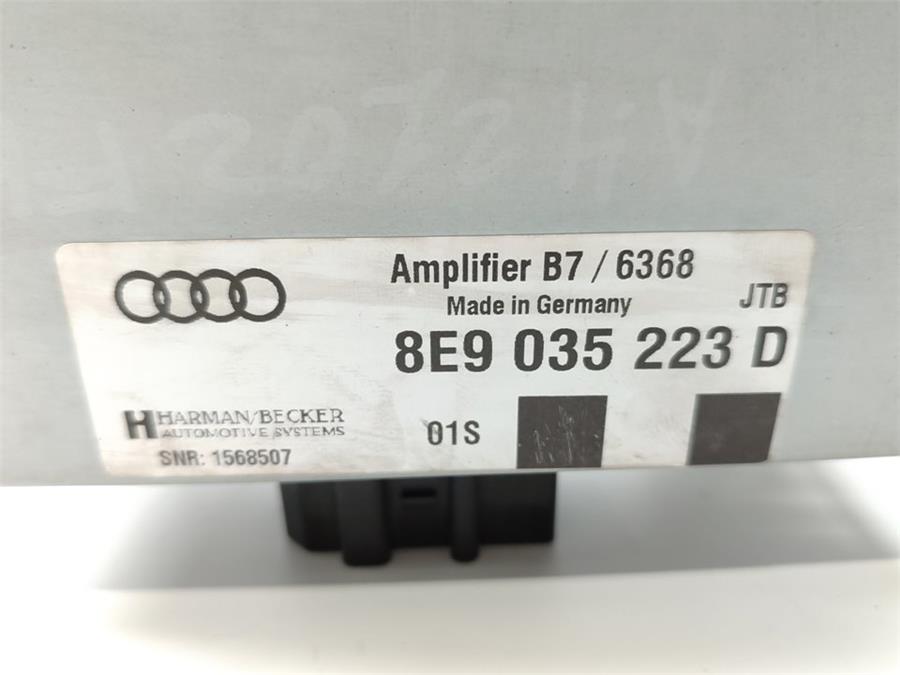 Amplifier B7 / 6368
Made in Germany
JTB
8E9 035 223 D
HARMAN/BECKER
AUTOMOTIVE SYSTEMS
01S
SNR: 1568507